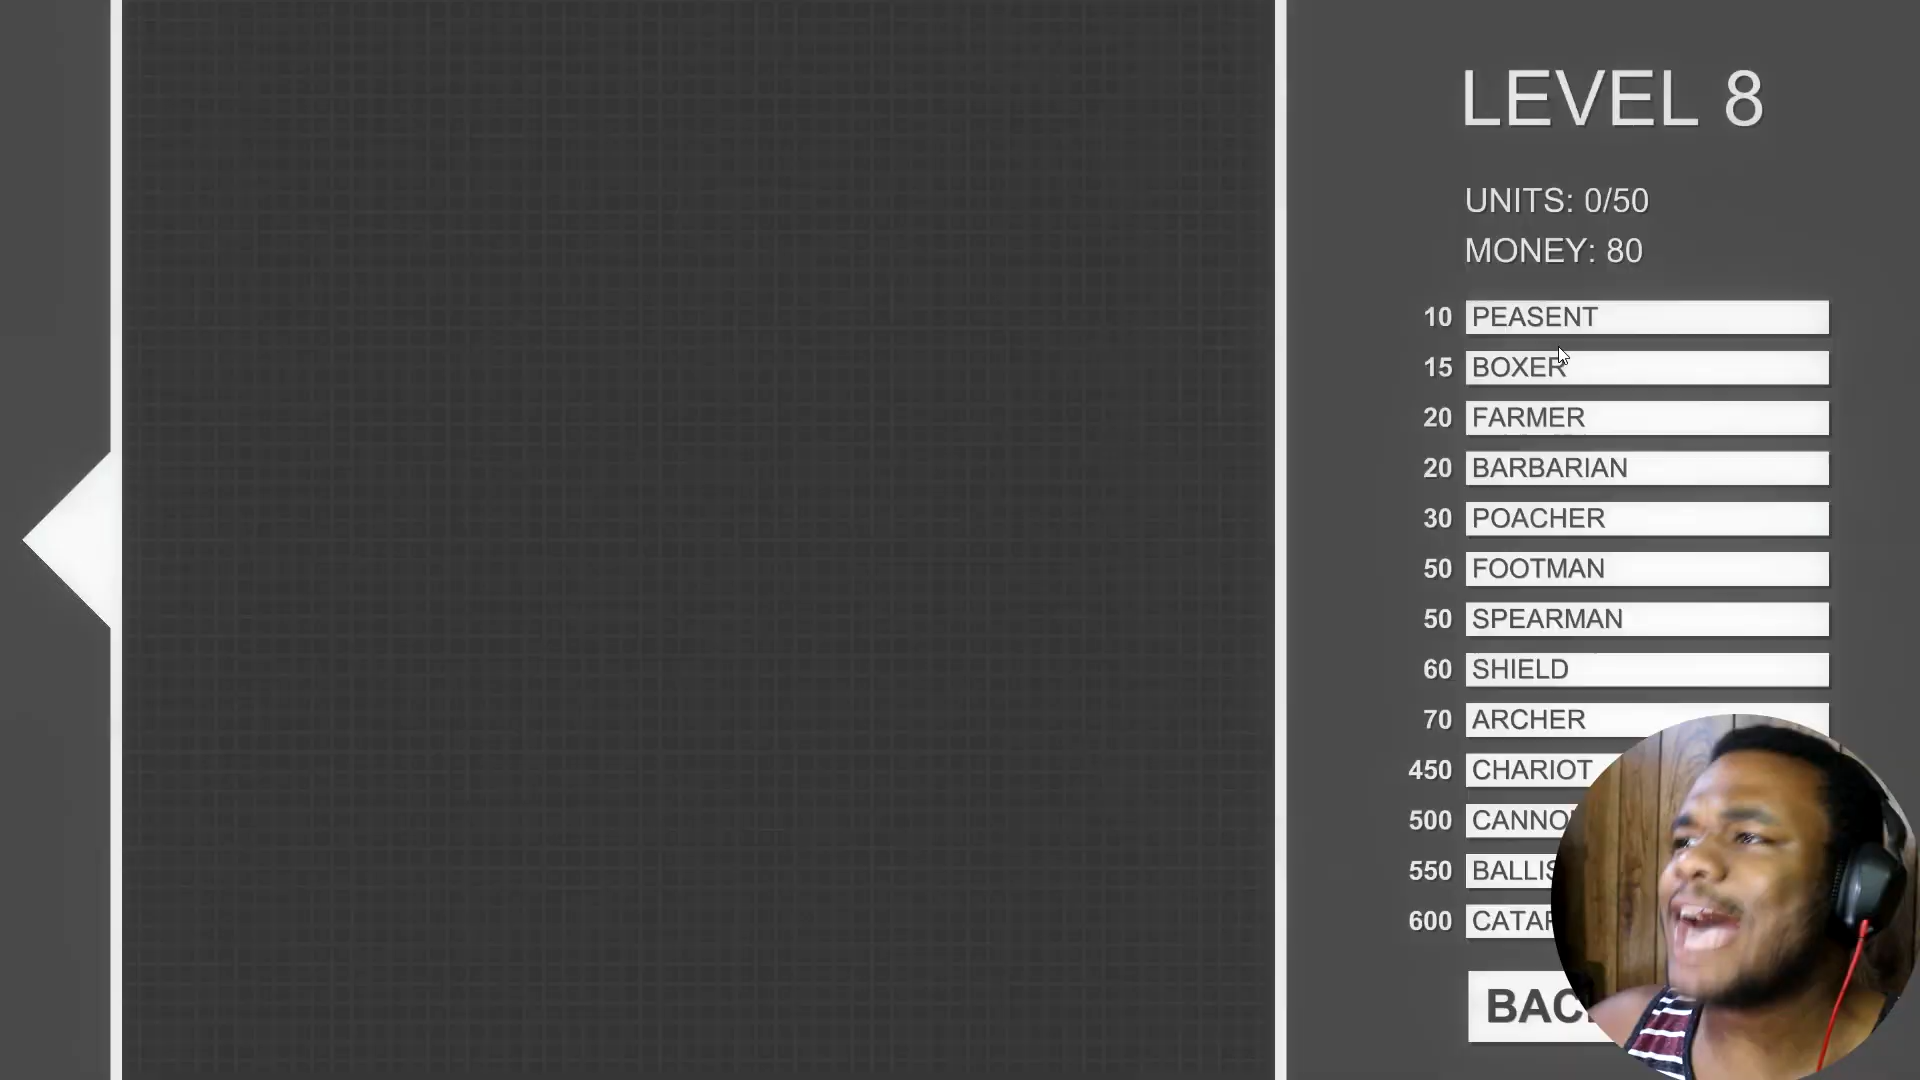 LEVEL 8
UNITS: 0/50
MONEY: 80
10 PEASENT
15 BOXER
20 FARMER
20 BARBARIAN
30 POACHER
50 FOOTMAN
50 SPEARMAN
60 SHIELD
70 ARCHER
450 CHARIOT
500
550
600